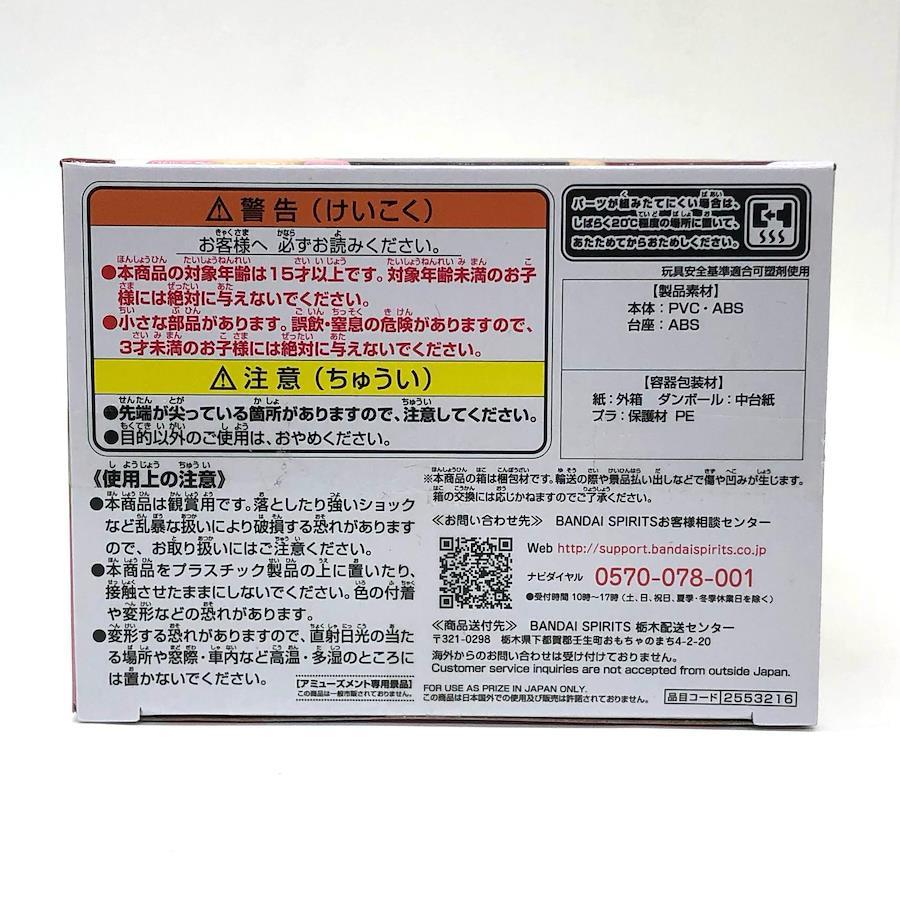 ⚠警告（けいこく）
お客様へ 必ずお読みください。
●本商品の対象年齢は15才以上です。対象年齢未満のお子
様には絶対に与えないでください。
●小さな部品があります。誤飲・窒息の危険がありますので、
3才未満のお子様には絶対に与えないでください。
⚠注意（ちゅうい）
●先端が尖っている箇所がありますので、注意してください。
●目的以外のご使用は、おやめください。
《使用上の注意》
●本商品は観賞用です。落としたり強いショック
など乱暴な扱いにより破損する恐れがあります
ので、お取り扱いにはご注意ください。
●本商品をプラスチック製品の上に置いたり、
接触させたままにしないでください。色の付着
や変形などの恐れがあります。
●変形する恐れがありますので、直射日光の当た
る場所や窓際・車内など高温・多湿のところに
は置かないでください。
[アミューズメント専用景品]
この商品は一般市販されておりません。
パーツが組みたてにくい場合は、
しばらく20℃程度の場所に置いて、
あたためてからおためしください。
玩具安全基準適合可塑剤使用
【製品素材】
本体：PVC・ABS
台座：ABS
【容器包装材】
紙：外箱 ダンボール：中台紙
プラ：保護材 PE
※本商品の箱は梱包材です。輸送の際や景品払い出しなどで傷や凹みが生じます。
箱の交換には応じかねますのでご了承ください。
≪お問い合わせ先≫ BANDAI SPIRITSお客様相談センター
Web http://support.bandaispirits.co.jp
ナビダイヤル 0570-078-001
●受付時間 10時～17時（土、日、祝日、夏季・冬季休業日を除く）
≪商品送付先≫ BANDAI SPIRITS 栃木配送センター
〒321-0298 栃木県下都賀郡壬生町おもちゃのまち4-2-20
海外からのお問い合わせは受け付けておりません。
Customer service inquiries are not accepted from outside Japan.
FOR USE AS PRIZE IN JAPAN ONLY.
この商品は日本国外での使用及び販売は許諾されておりません。
品目コード 2553216